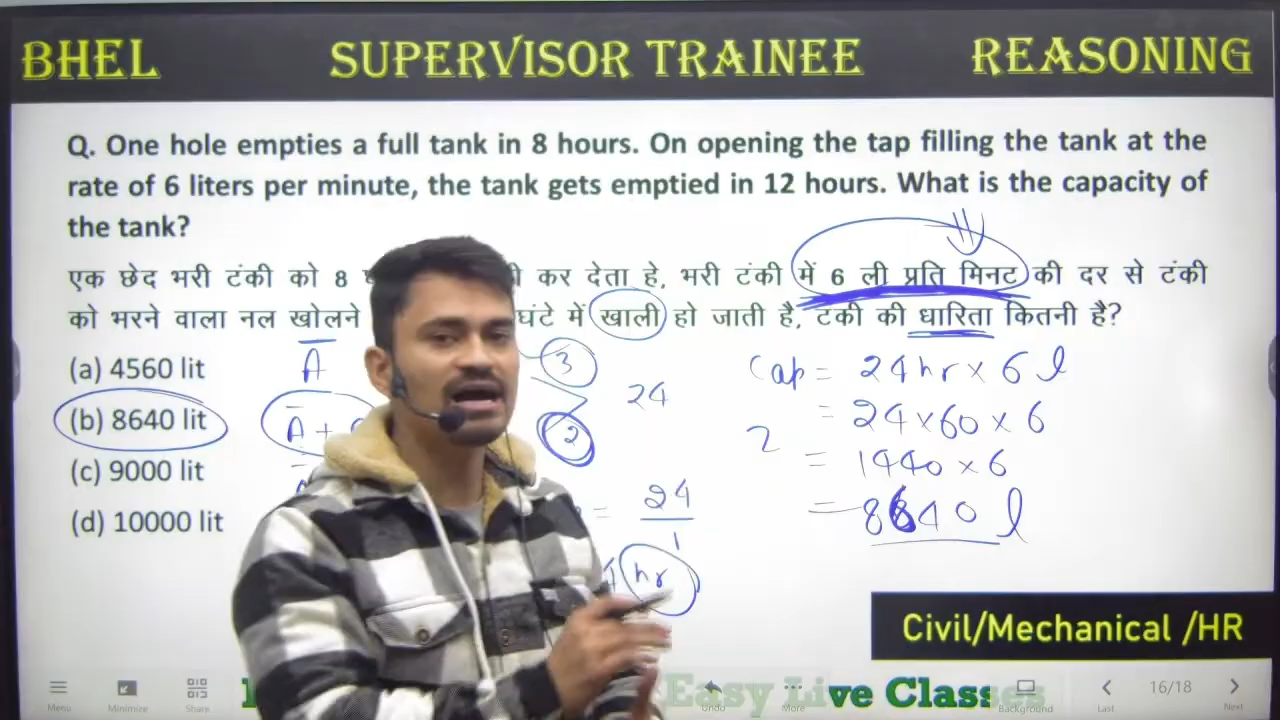 BHEL SUPERVISOR TRAINEE REASONING
Q. One hole empties a full tank in 8 hours. On opening the tap filling the tank at the
rate of 6 liters per minute, the tank gets emptied in 12 hours. What is the capacity of
the tank?
एक छेद भरी टंकी को 8 कर देता हे, भरी टंकी में 6 ली प्रति मिनट की दर से टंकी
को भरने वाला नल खोलने घंटे में खाली हो जाती है, टंकी की धारिता कितनी है?
(a) 4560 lit A 3 Cap = 24hr × 6 l
(b) 8640 lit A + 2 24 = 24×60×6
(c) 9000 lit 2 = 1440×6
(d) 10000 lit = 24/1 = 8640 l
hr
Civil/Mechanical /HR
Easy Live Classes
Menu Minimize Share Undo More Background Last 16/18 Next